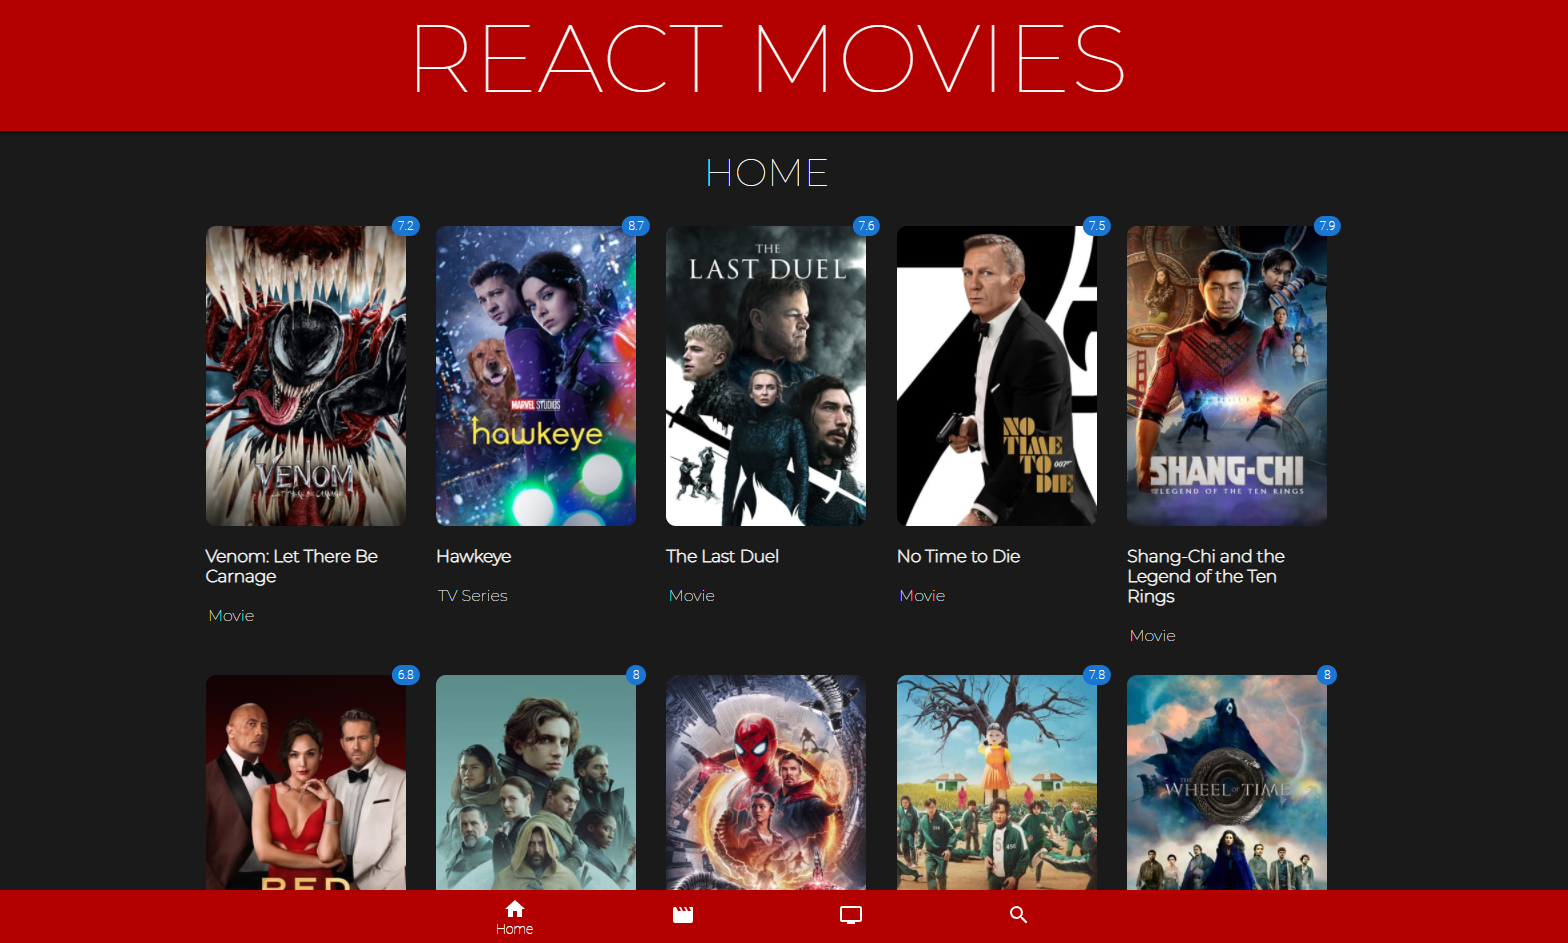 REACT MOVIES
HOME
7.2
8.7
7.6
7.5
7.9
THE
LAST DUEL
MARVEL STUDIOS
hawkeye
NO
TIME
TO
DIE
007
VENOM
LET THERE BE CARNAGE
SHANG-CHI
LEGEND OF THE TEN RINGS
Venom: Let There Be
Carnage
Movie
Hawkeye
TV Series
The Last Duel
Movie
No Time to Die
Movie
Shang-Chi and the
Legend of the Ten
Rings
Movie
6.8
8
7.8
8
THE
WHEEL OF TIME
RED
Home